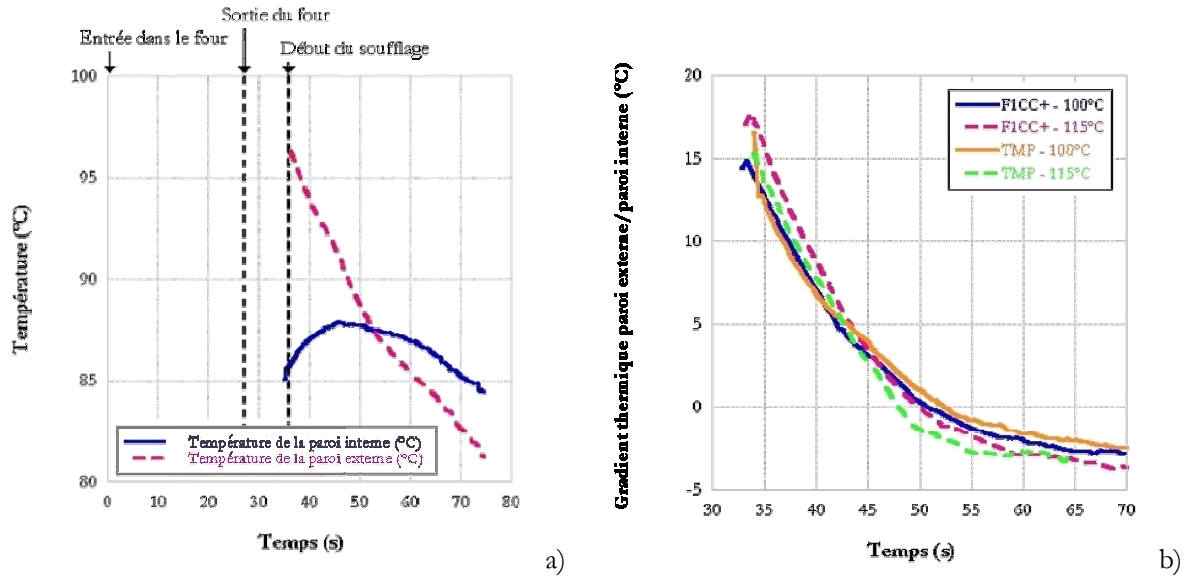 Sortie du four
Entrée dans le four
Début du soufflage
100
95
90
85
80
0 10 20 30 40 50 60 70 80
Température (°C)
Temps (s)
Température de la paroi interne (°C)
Température de la paroi externe (°C)
a)
20
15
10
5
0
-5
30 35 40 45 50 55 60 65 70
Gradient thermique paroi externe/paroi interne (°C)
Temps (s)
F1CC+ - 100°C
F1CC+ - 115°C
TMP - 100°C
TMP - 115°C
b)